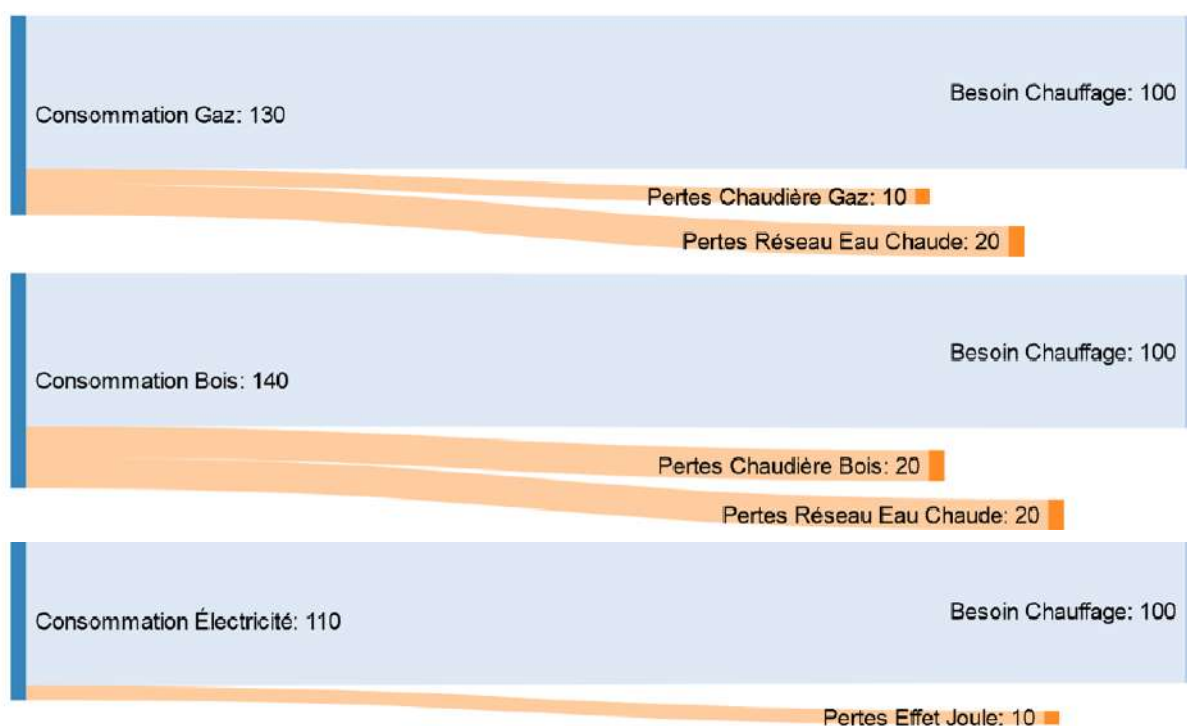 Besoin Chauffage: 100
Consommation Gaz: 130
Pertes Chaudière Gaz: 10
Pertes Réseau Eau Chaude: 20
Besoin Chauffage: 100
Consommation Bois: 140
Pertes Chaudière Bois: 20
Pertes Réseau Eau Chaude: 20
Besoin Chauffage: 100
Consommation Électricité: 110
Pertes Effet Joule: 10